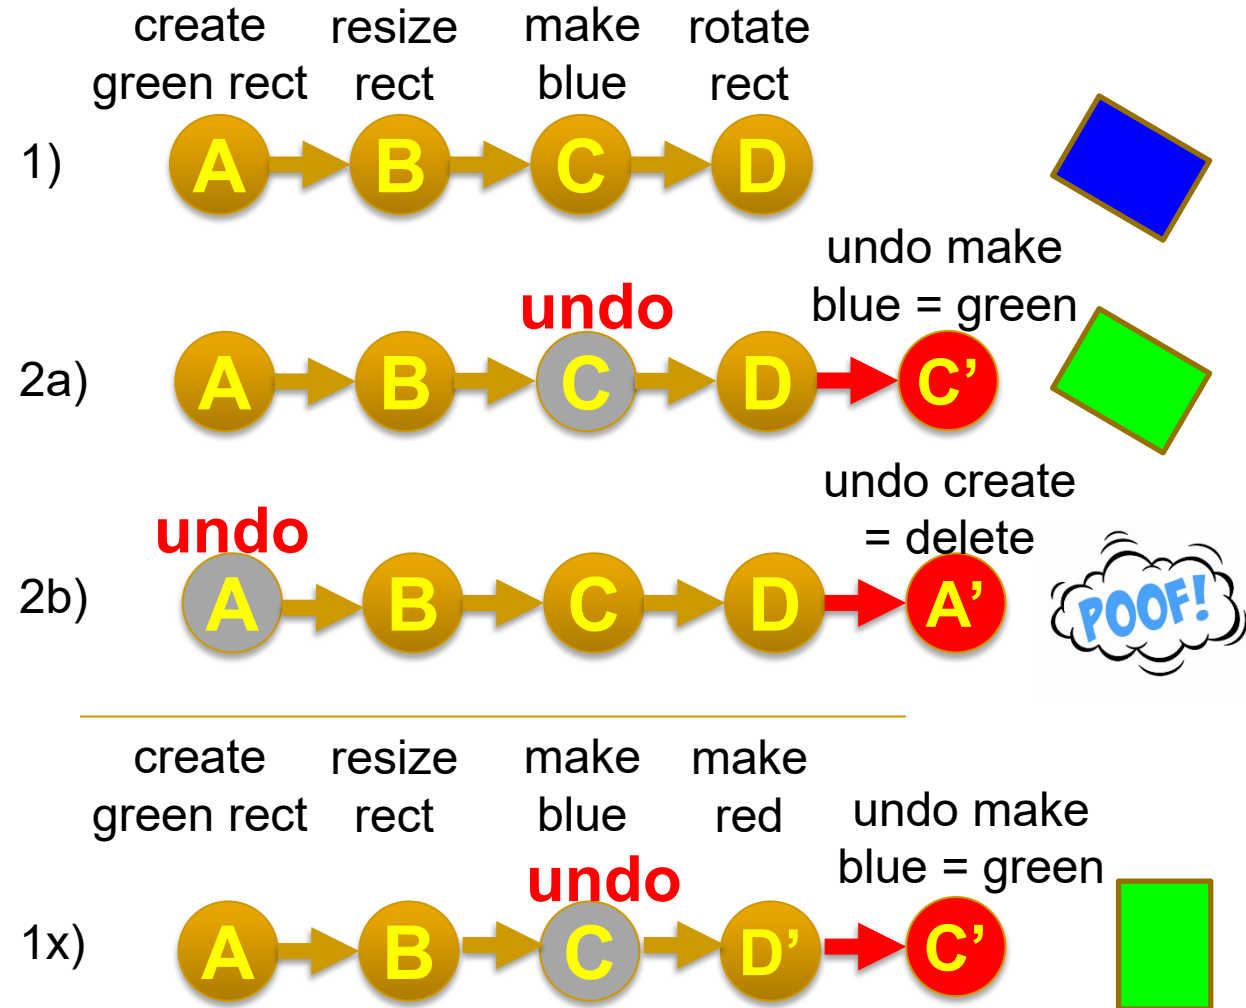 create resize make rotate
green rect rect blue rect
1) A B C D
undo make
undo blue = green
2a) A B C D C’
undo create
undo = delete
2b) A B C D A’ POOF!
create resize make make
green rect rect blue red
undo make
undo blue = green
1x) A B C D’ C’